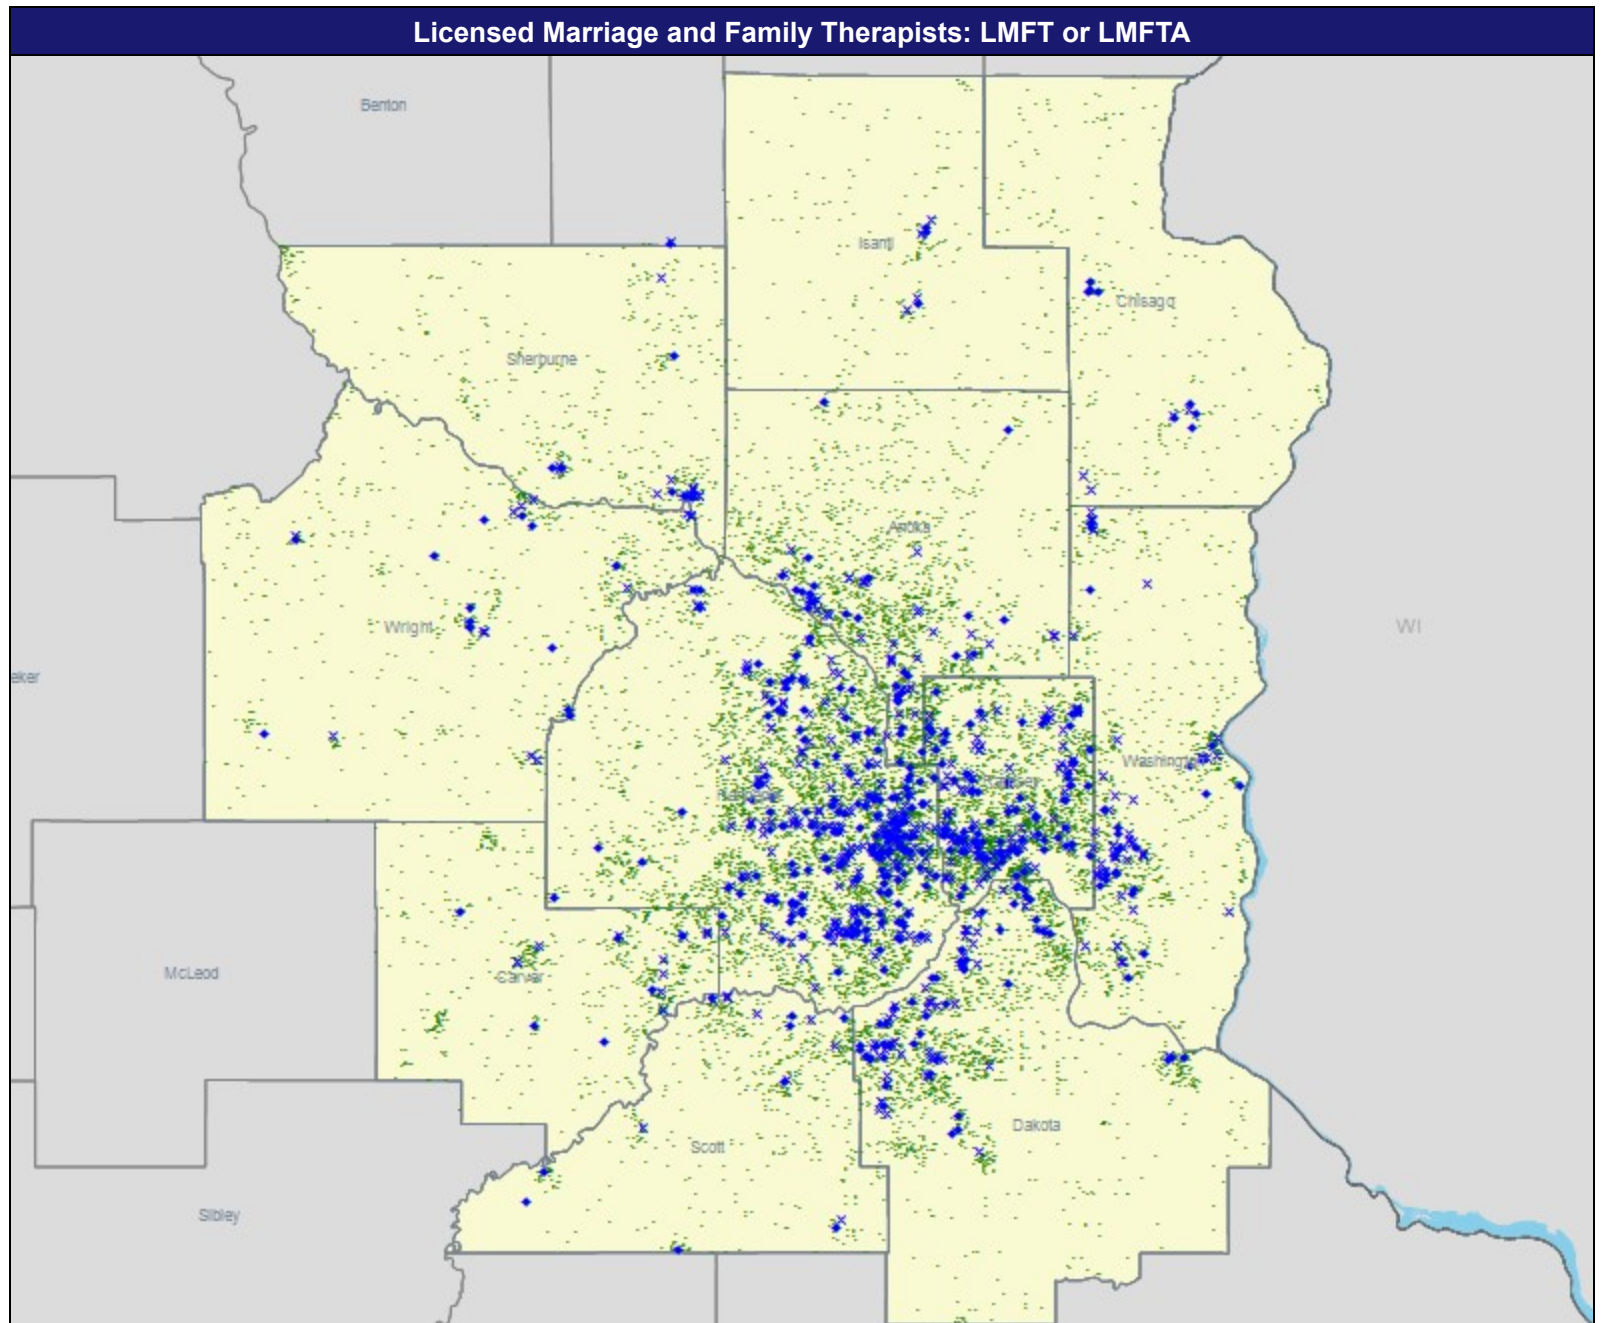 Licensed Marriage and Family Therapists: LMFT or LMFTA
Benton
Isanti
Chisago
Sherburne
Anoka
Wright
WI
eker
Washington
McLeod
Carver
Dakota
Scott
Sibley